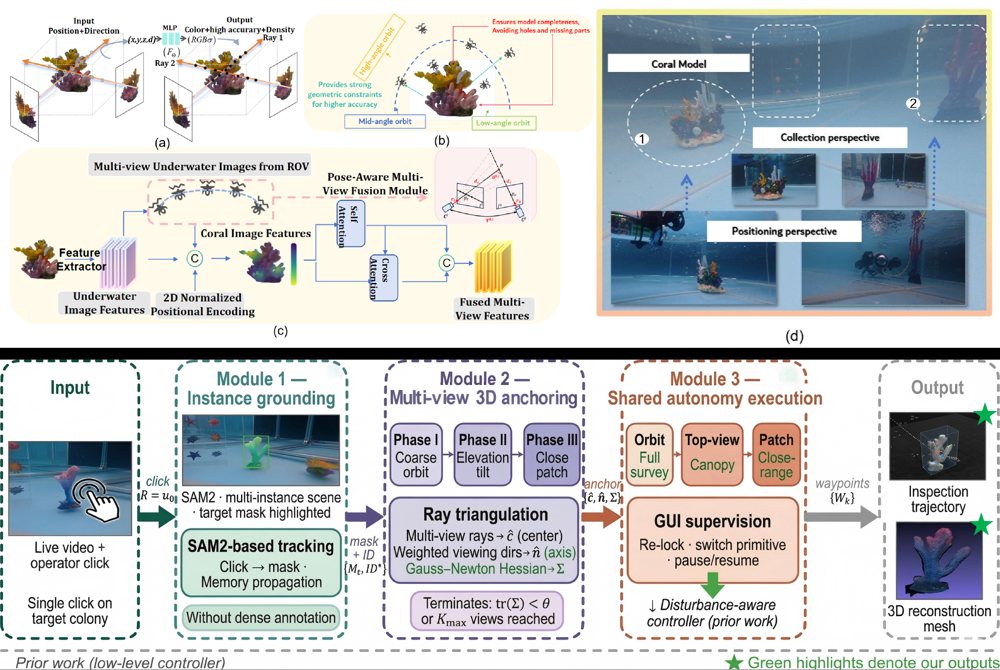 Input
Position+Direction
(x,y,z,d)
MLP
(F
Output
Color+high accurary+Density
(RGBσ)
Ray 1
Ray 2
(a)
High-angle orbit
Ensures model completeness,
Avoiding holes and missing parts
Provides strong
geometric constraints
for higher accuracy
Mid-angle orbit
Low-angle orbit
(b)
Multi-view Underwater Images from ROV
Pose-Aware Multi-
View Fusion Module
Feature
Extractor
Underwater
Image Features
C
2D Normalized
Positional Encoding
Coral Image Features
Self
Attention
Cross
Attention
C
Fused Multi-
View Features
(c)
Coral Model
1
2
Collection perspective
Positioning perspective
(d)
Input
Live video +
operator click
Single click on
target colony
click
R = u₀
Module 1 —
Instance grounding
SAM2 · multi-instance scene
· target mask highlighted
SAM2-based tracking
Click → mask ·
Memory propagation
Without dense annotation
mask
+ ID
{Mₜ, ID*}
Module 2 —
Multi-view 3D anchoring
Phase I
Coarse
orbit
Phase II
Elevation
tilt
Phase III
Close
patch
Ray triangulation
Multi-view rays→ĉ (center)
Weighted viewing dirs→n̂ (axis)
Gauss–Newton Hessian→Σ
Terminates: tr(Σ) < θ
or Kmax views reached
anchor
{ĉ, n̂, Σ}
Module 3 —
Shared autonomy execution
Orbit
Full
survey
Top-view
Canopy
Patch
Close-
range
GUI supervision
Re-lock · switch primitive
· pause/resume
↓ Disturbance-aware
controller (prior work)
waypoints
{Wₖ}
Output
Inspection
trajectory
3D reconstruction
mesh
Prior work (low-level controller)
★ Green highlights denote our outputs